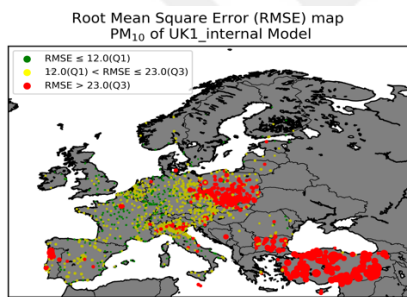 Root Mean Square Error (RMSE) map
PM₁₀ of UK1_internal Model
RMSE ≤ 12.0(Q1)
12.0(Q1) < RMSE ≤ 23.0(Q3)
RMSE > 23.0(Q3)